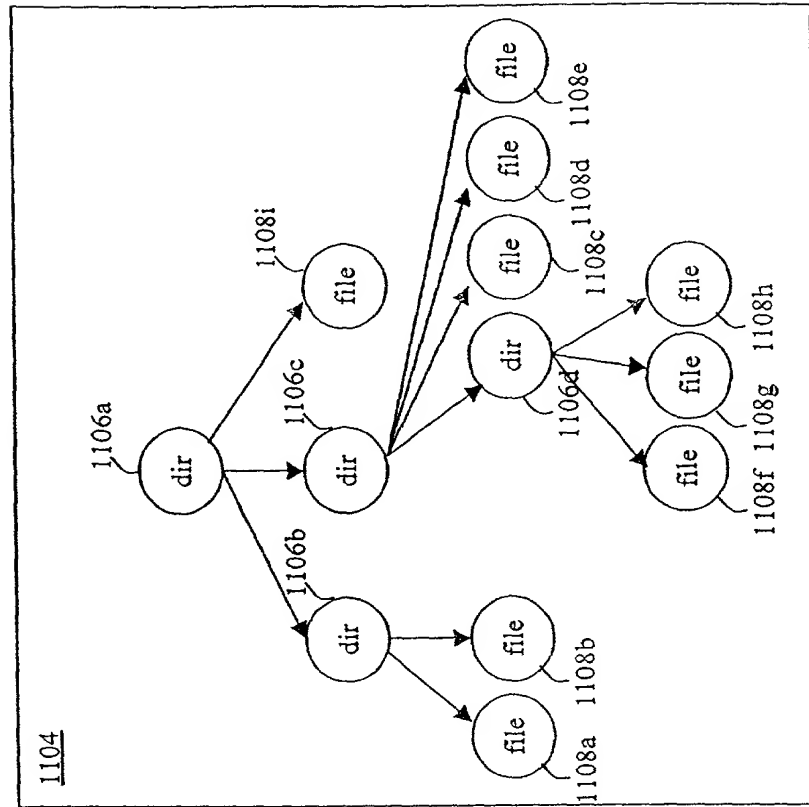 1104
1106a
dir
1106b
dir
1106c
dir
1108i
file
1108a
file
1108b
file
1106d
dir
1108c
file
1108d
file
1108e
file
1108f
file
1108g
file
1108h
file